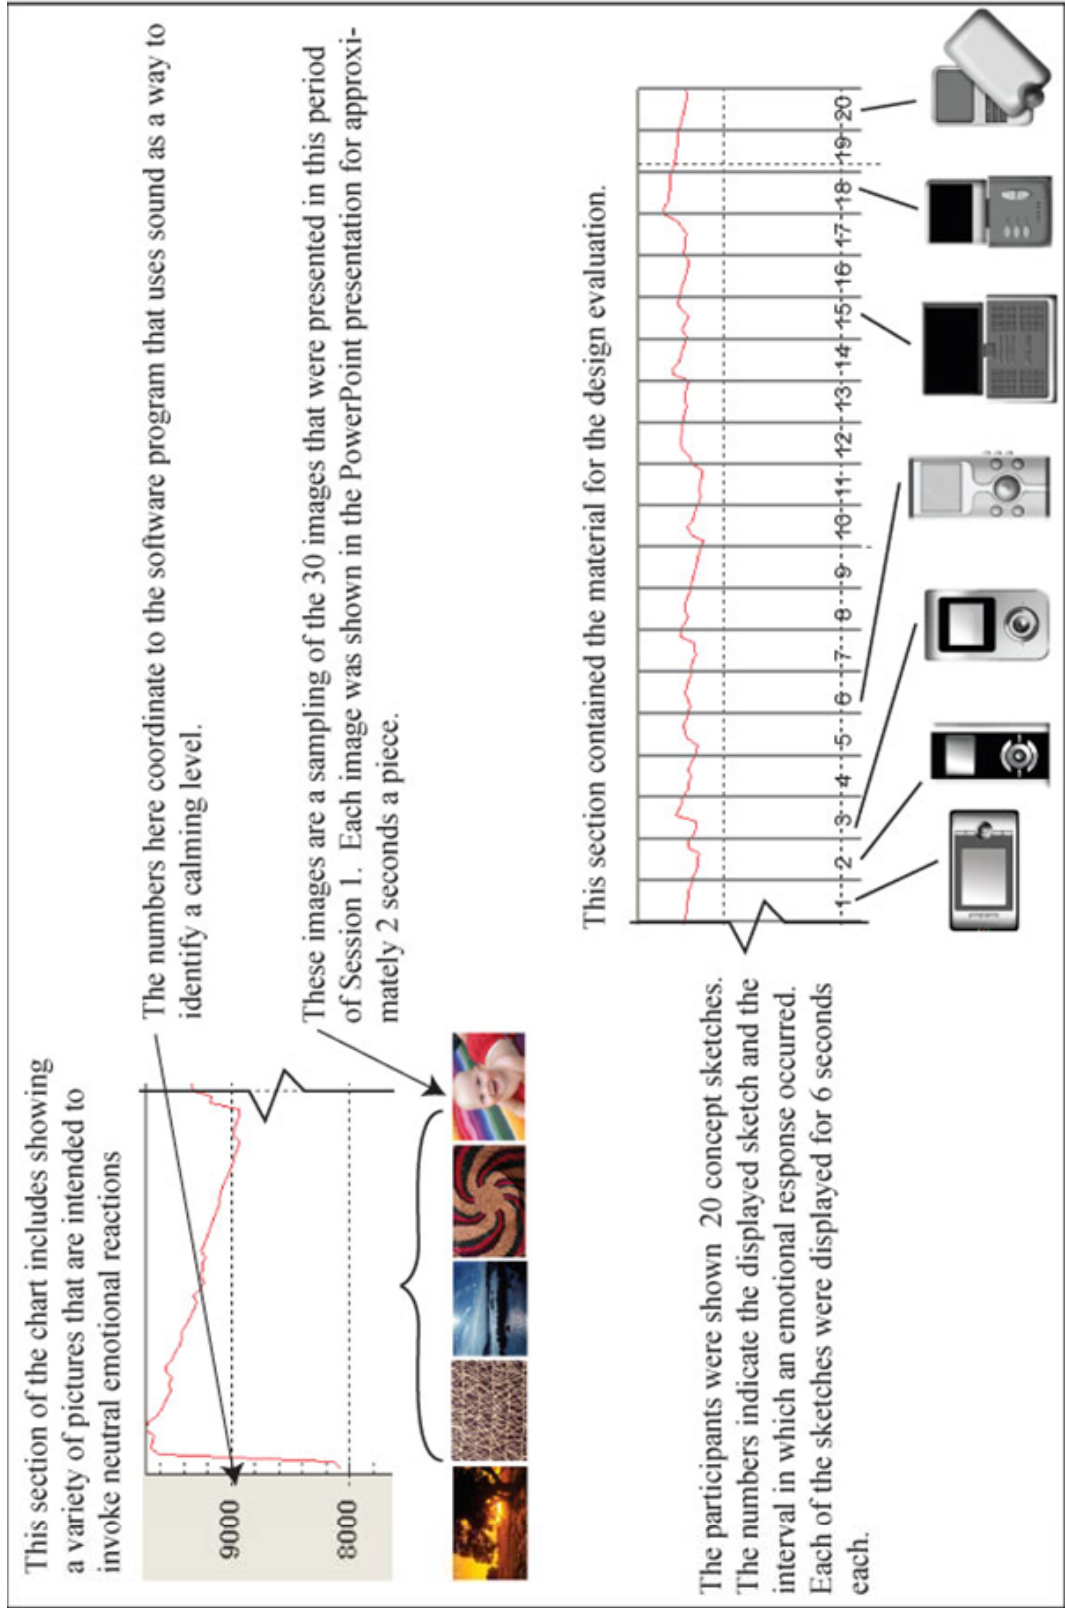 This section of the chart includes showing
a variety of pictures that are intended to
invoke neutral emotional reactions
The numbers here coordinate to the software program that uses sound as a way to
identify a calming level.
These images are a sampling of the 30 images that were presented in this period
of Session 1. Each image was shown in the PowerPoint presentation for approxi-
mately 2 seconds a piece.
9000
8000
This section contained the material for the design evaluation.
The participants were shown 20 concept sketches.
The numbers indicate the displayed sketch and the
interval in which an emotional response occurred.
Each of the sketches were displayed for 6 seconds
each.
1 2 3 4 5 6 7 8 9 10 11 12 13 14 15 16 17 18 19 20